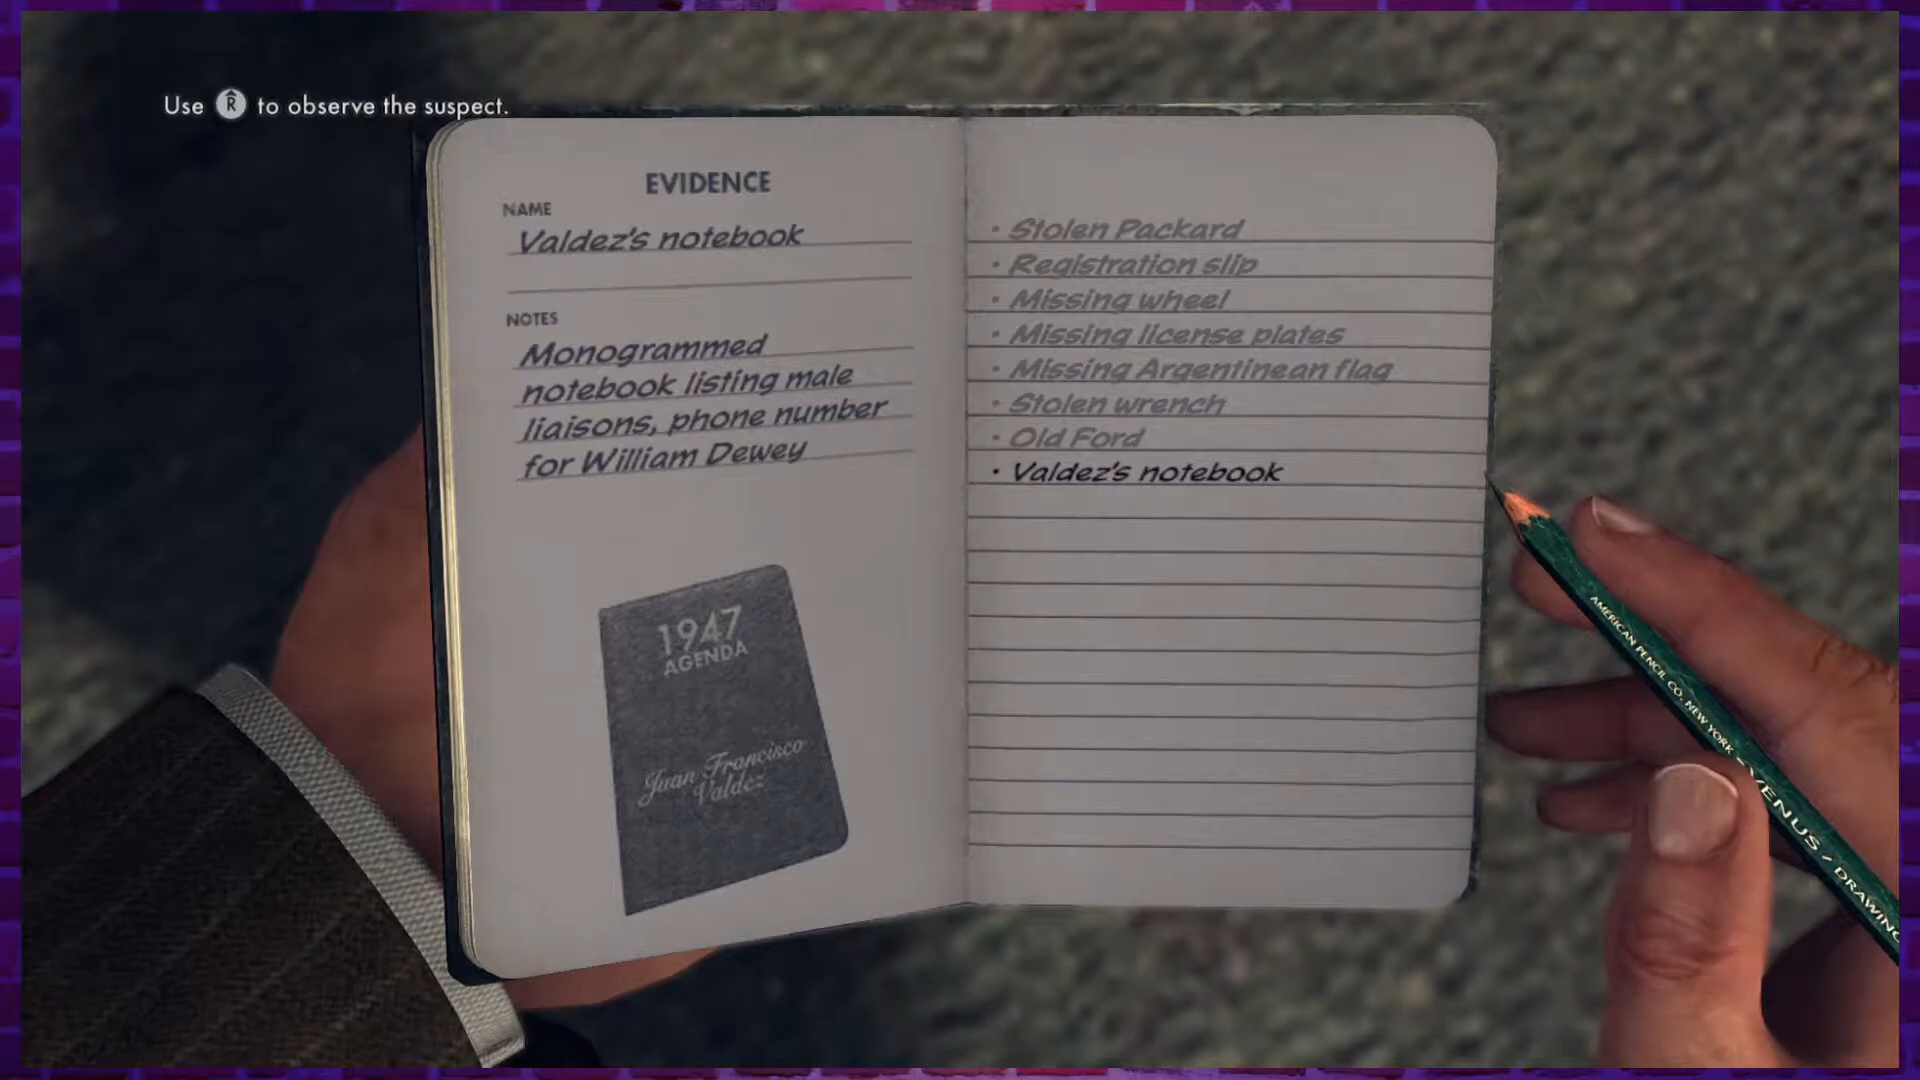 Use R to observe the suspect.
EVIDENCE
NAME
Valdez's notebook
NOTES
Monogrammed
notebook listing male
liaisons, phone number
for William Dewey
1947
AGENDA
Juan Francisco
Valdez
• Stolen Packard
• Registration slip
• Missing wheel
• Missing license plates
• Missing Argentinean flag
• Stolen wrench
• Old Ford
• Valdez's notebook
AMERICAN PENCIL CO. NEW YORK VENUS / DRAWING